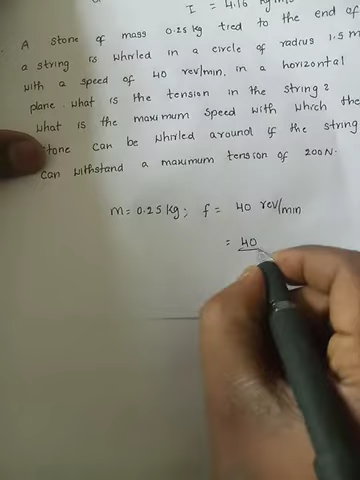 I = 4.16
A stone of mass 0.25 kg tied to the end of
a string is whirled in a circle of radius 1.5 m
with a speed of 40 rev/min. in a horizontal
plane. what is the tension in the string?
what is the maximum speed with which the
stone can be whirled around if the string
can withstand a maximum tension of 200N.
m = 0.25 kg; f = 40 rev/min
= 40